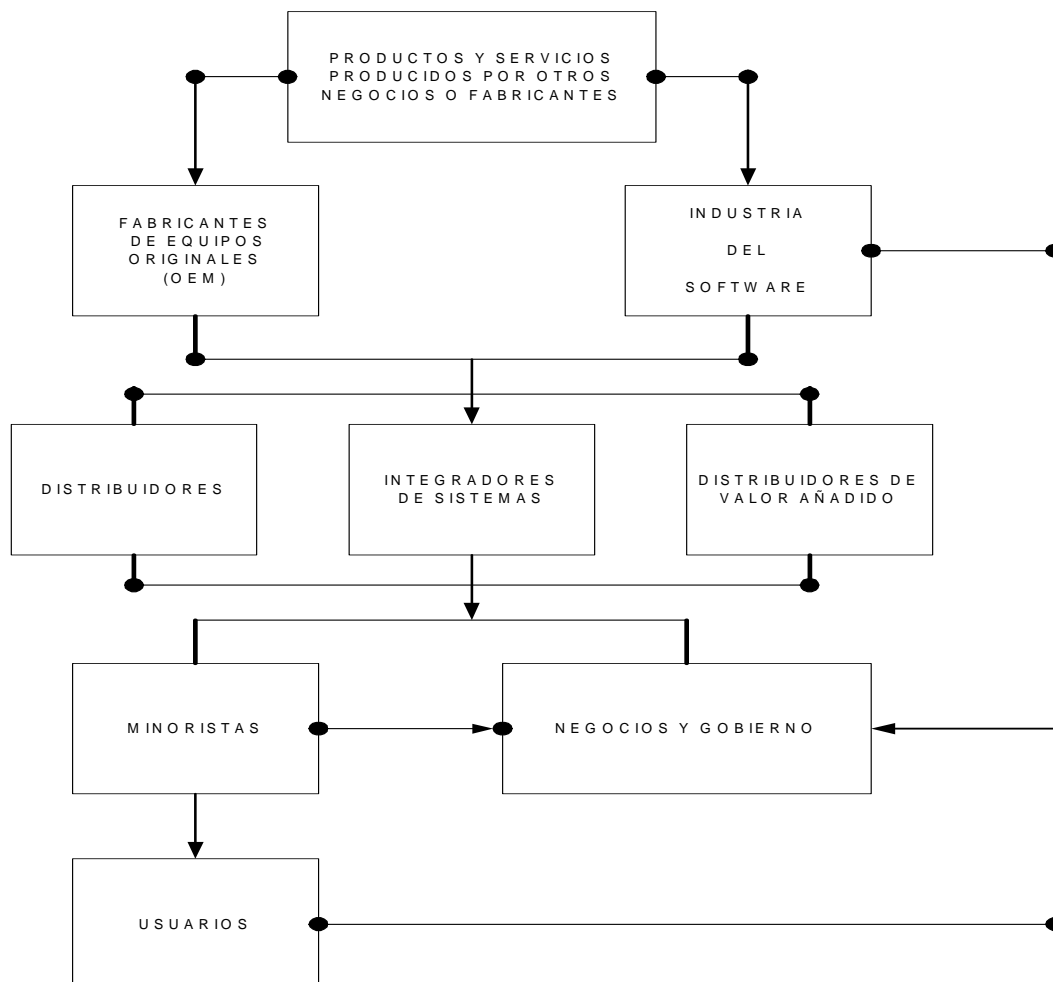 PRODUCTOS Y SERVICIOS
PRODUCIDOS POR OTROS
NEGOCIOS O FABRICANTES
FABRICANTES
DE EQUIPOS
ORIGINALES
(OEM)
INDUSTRIA
DEL
SOFTWARE
DISTRIBUIDORES
INTEGRADORES
DE SISTEMAS
DISTRIBUIDORES DE
VALOR AÑADIDO
MINORISTAS
NEGOCIOS Y GOBIERNO
USUARIOS